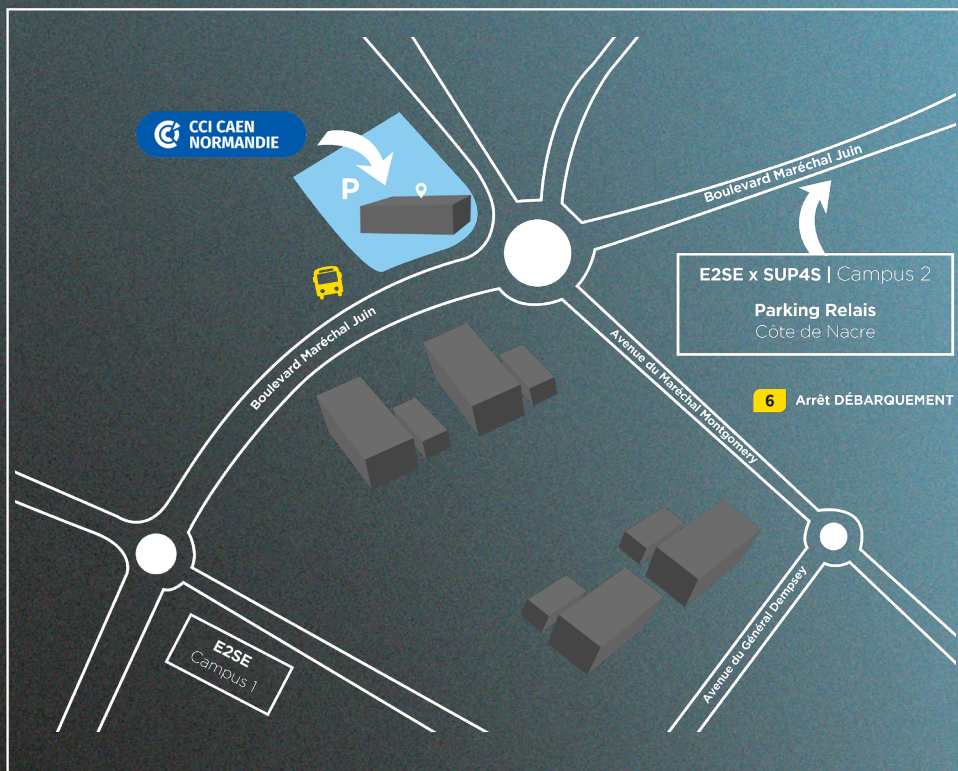 CCI CAEN
NORMANDIE
P
Boulevard Maréchal Juin
E2SE x SUP4S | Campus 2
Parking Relais
Côte de Nacre
Boulevard Maréchal Juin
Avenue du Maréchal Montgomery
6 Arrêt DÉBARQUEMENT
Avenue du Général Dempsey
E2SE
Campus 1